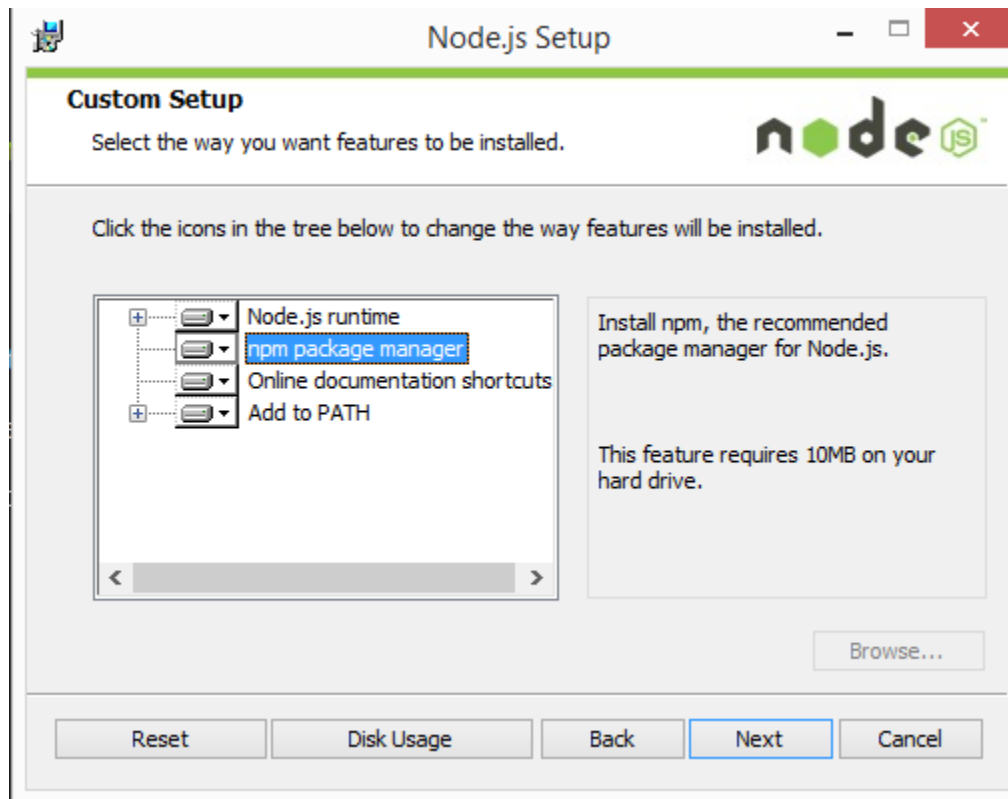 Node.js Setup
Custom Setup
Select the way you want features to be installed.
node JS ™
Click the icons in the tree below to change the way features will be installed.
Node.js runtime
npm package manager
Online documentation shortcuts
Add to PATH
Install npm, the recommended
package manager for Node.js.
This feature requires 10MB on your
hard drive.
Browse...
Reset
Disk Usage
Back
Next
Cancel